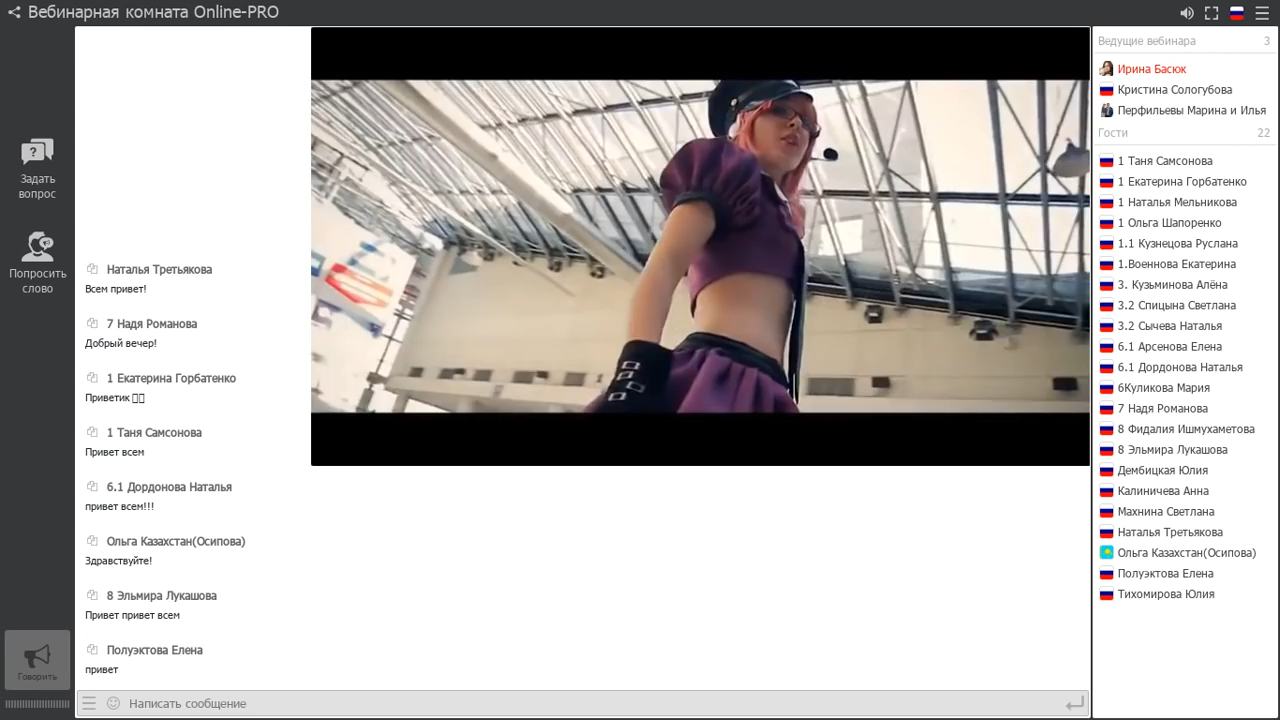 Вебинарная комната Online-PRO
Задать
вопрос
Попросить
слово
Говорить
Наталья Третьякова
Всем привет!
7 Надя Романова
Добрый вечер!
1 Екатерина Горбатенко
Приветик
1 Таня Самсонова
Привет всем
6.1 Дордонова Наталья
привет всем!!!
Ольга Казахстан(Осипова)
Здравствуйте!
8 Эльмира Лукашова
Привет привет всем
Полуэктова Елена
привет
Написать сообщение
Ведущие вебинара 3
Ирина Басюк
Кристина Сологубова
Перфильевы Марина и Илья
Гости 22
1 Таня Самсонова
1 Екатерина Горбатенко
1 Наталья Мельникова
1 Ольга Шапоренко
1.1 Кузнецова Руслана
1.Военнова Екатерина
3. Кузьминова Алёна
3.2 Спицына Светлана
3.2 Сычева Наталья
6.1 Арсенова Елена
6.1 Дордонова Наталья
6Куликова Мария
7 Надя Романова
8 Фидалия Ишмухаметова
8 Эльмира Лукашова
Дембицкая Юлия
Калиничева Анна
Махнина Светлана
Наталья Третьякова
Ольга Казахстан(Осипова)
Полуэктова Елена
Тихомирова Юлия